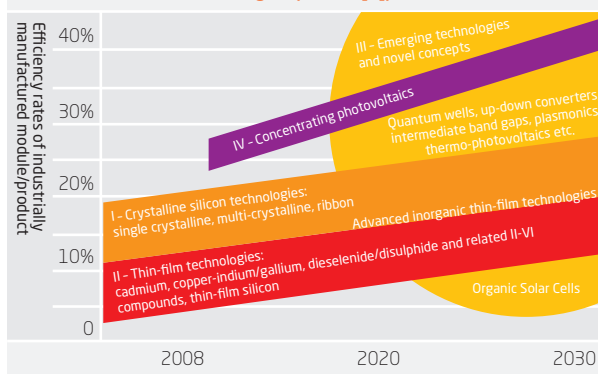 Efficiency rates of industrially
manufactured module/product
40%
30%
20%
10%
0
III - Emerging technologies
and novel concepts
IV - Concentrating photovoltaics
Quantum wells, up-down converters,
intermediate band gaps, plasmonics,
thermo-photovoltaics etc.
I - Crystalline silicon technologies:
single crystalline, multi-crystalline, ribbon
Advanced inorganic thin-film technologies
II - Thin-film technologies:
cadmium, copper-indium/gallium, dieselenide/disulphide and related II-VI
compounds, thin-film silicon
Organic Solar Cells
2008
2020
2030